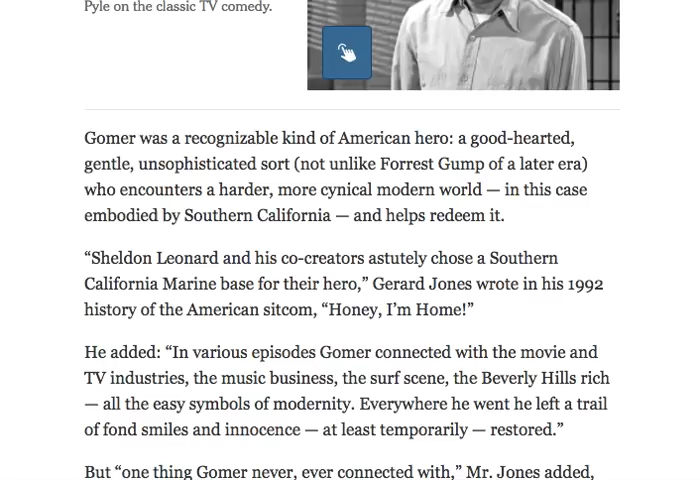 Pyle on the classic TV comedy.
Gomer was a recognizable kind of American hero: a good-hearted,
gentle, unsophisticated sort (not unlike Forrest Gump of a later era)
who encounters a harder, more cynical modern world — in this case
embodied by Southern California — and helps redeem it.
“Sheldon Leonard and his co-creators astutely chose a Southern
California Marine base for their hero,” Gerard Jones wrote in his 1992
history of the American sitcom, “Honey, I’m Home!”
He added: “In various episodes Gomer connected with the movie and
TV industries, the music business, the surf scene, the Beverly Hills rich
— all the easy symbols of modernity. Everywhere he went he left a trail
of fond smiles and innocence — at least temporarily — restored.”
But “one thing Gomer never, ever connected with,” Mr. Jones added,